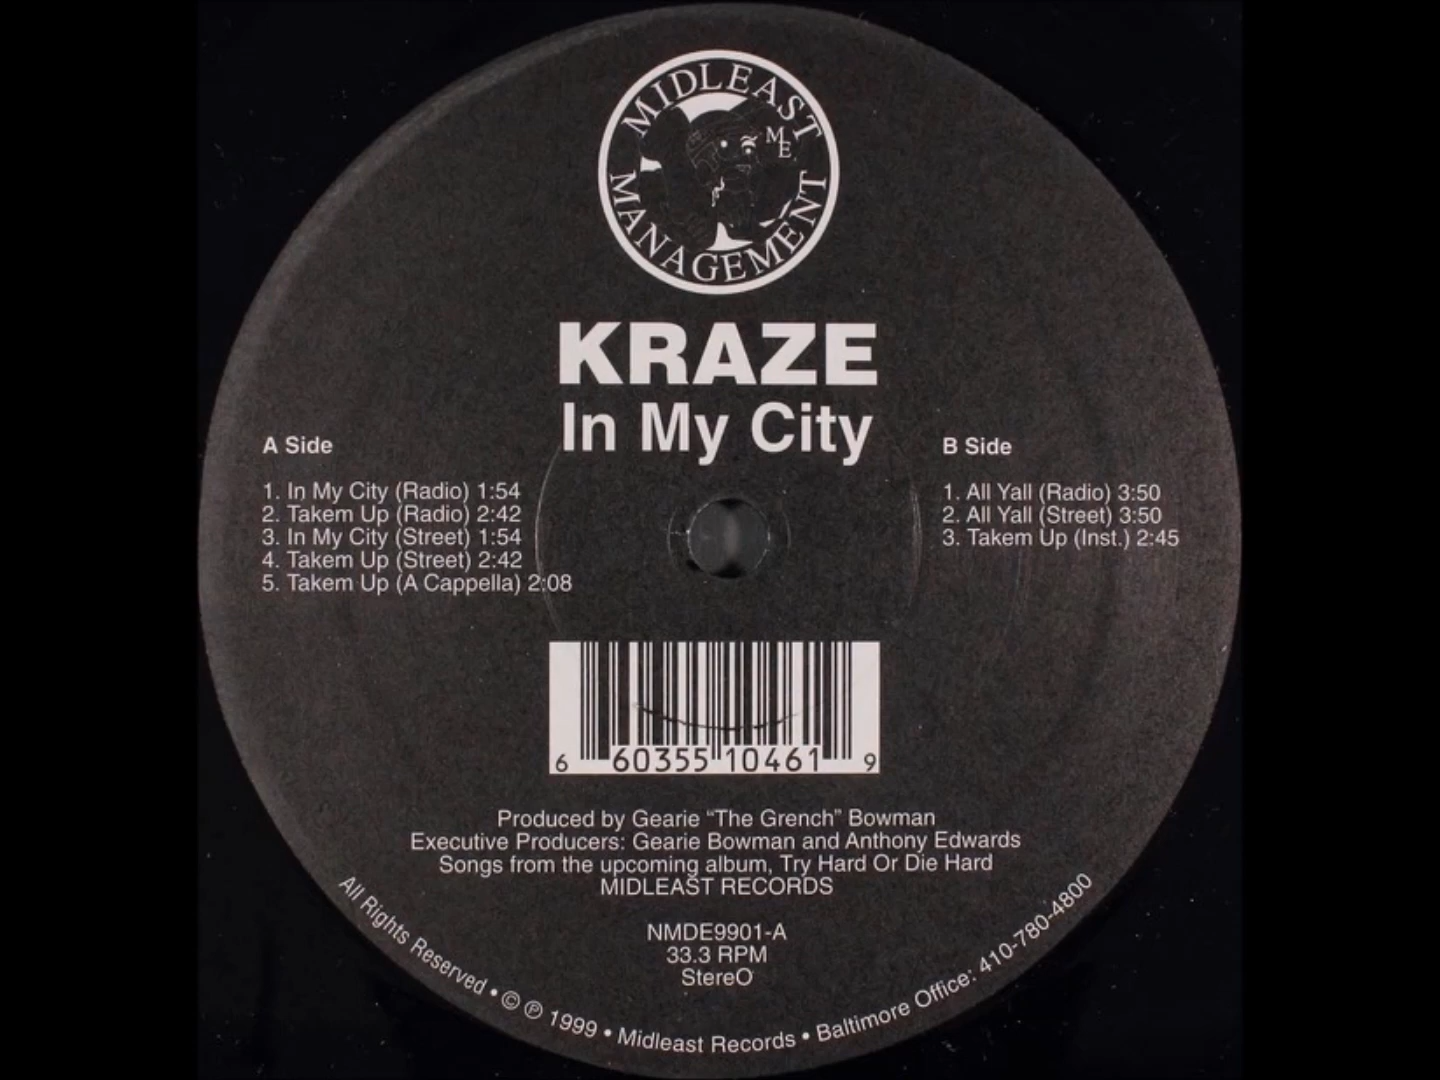 MIDLEAST
ME
MANAGEMENT
KRAZE
In My City
A Side
1. In My City (Radio) 1:54
2. Takem Up (Radio) 2:42
3. In My City (Street) 1:54
4. Takem Up (Street) 2:42
5. Takem Up (A Cappella) 2:08
B Side
1. All Yall (Radio) 3:50
2. All Yall (Street) 3:50
3. Takem Up (Inst.) 2:45
6 60355 10461 9
Produced by Gearie “The Grench” Bowman
Executive Producers: Gearie Bowman and Anthony Edwards
Songs from the upcoming album, Try Hard Or Die Hard
MIDLEAST RECORDS
NMDE9901-A
33.3 RPM
StereO
All Rights Reserved • © ℗ 1999 • Midleast Records • Baltimore Office: 410-780-4800